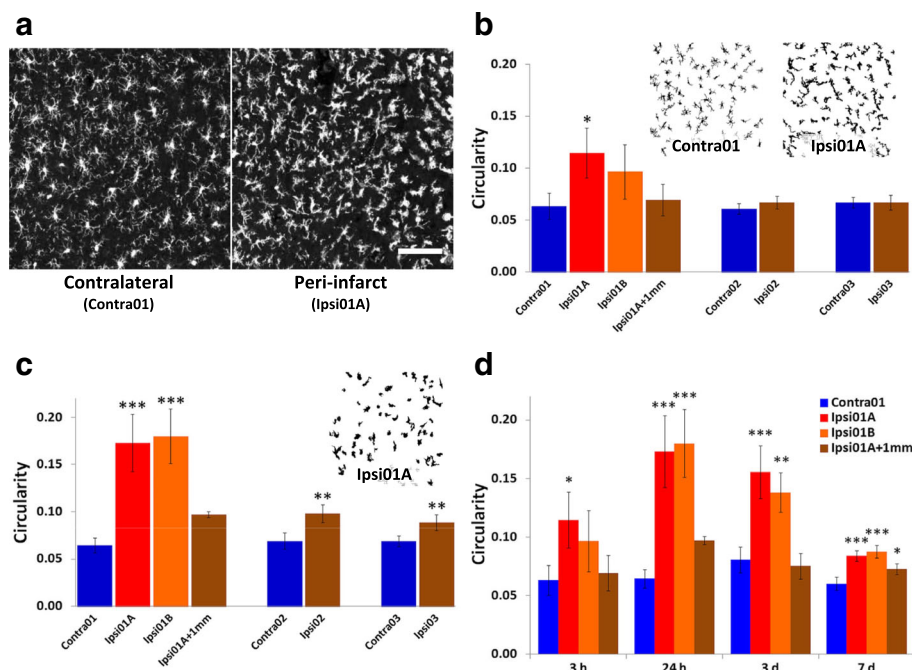 a
Contralateral
(Contra01)
Peri-infarct
(Ipsi01A)
b
Circularity
0.20
0.15
0.10
0.05
0.00
*
Contra01
Ipsi01A
Contra01
Ipsi01A
Ipsi01B
Ipsi01A+1mm
Contra02
Ipsi02
Contra03
Ipsi03
c
Circularity
0.20
0.15
0.10
0.05
0.00
***
***
**
**
Ipsi01A
Contra01
Ipsi01A
Ipsi01B
Ipsi01A+1mm
Contra02
Ipsi02
Contra03
Ipsi03
d
Circularity
0.20
0.15
0.10
0.05
0.00
Contra01
Ipsi01A
Ipsi01B
Ipsi01A+1mm
*
***
***
***
**
***
***
*
3 h
24 h
3 d
7 d